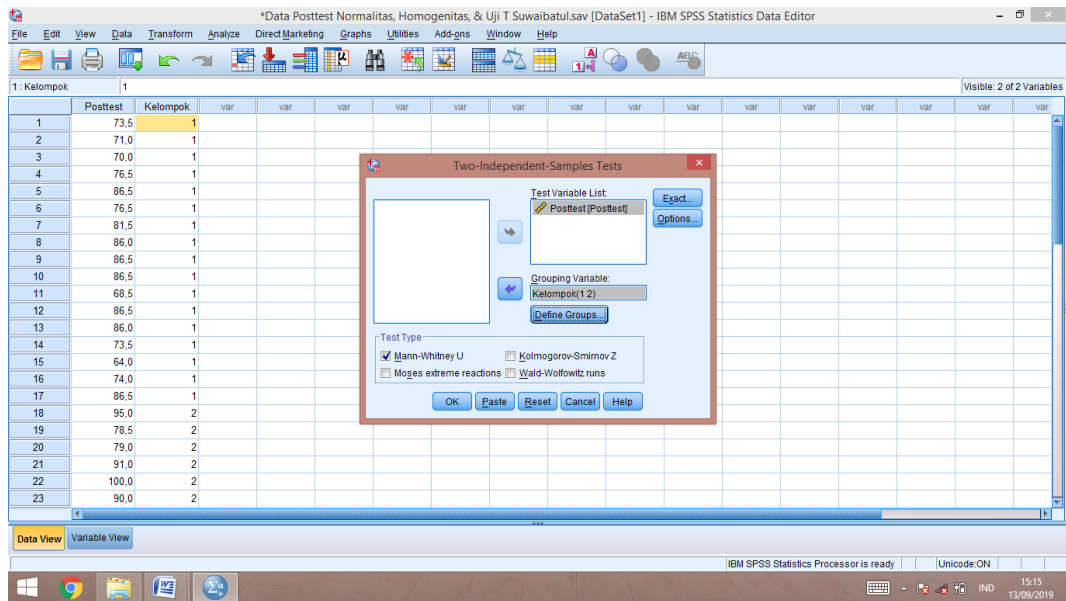 *Data Posttest Normalitas, Homogenitas, & Uji T Suwaibatul.sav [DataSet1] - IBM SPSS Statistics Data Editor
File Edit View Data Transform Analyze Direct Marketing Graphs Utilities Add-ons Window Help
1 : Kelompok 1 Visible: 2 of 2 Variables
Posttest Kelompok var var var var var var var var var var var var var var var
1 73,5 1
2 71,0 1
3 70,0 1
4 76,5 1
5 86,5 1
6 76,5 1
7 81,5 1
8 86,0 1
9 86,5 1
10 86,5 1
11 68,5 1
12 86,5 1
13 86,0 1
14 73,5 1
15 64,0 1
16 74,0 1
17 86,5 1
18 95,0 2
19 78,5 2
20 79,0 2
21 91,0 2
22 100,0 2
23 90,0 2
Two-Independent-Samples Tests
Test Variable List:
Posttest [Posttest]
Exact...
Options...
Grouping Variable:
Kelompok(1 2)
Define Groups...
Test Type
Mann-Whitney U Kolmogorov-Smirnov Z
Moses extreme reactions Wald-Wolfowitz runs
OK Paste Reset Cancel Help
Data View Variable View
IBM SPSS Statistics Processor is ready Unicode:ON
IND 15:15
13/09/2019